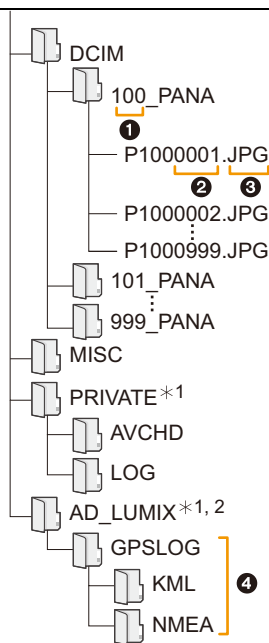 DCIM
100_PANA
❶
P1000001.JPG
❷ ❸
P1000002.JPG
P1000999.JPG
101_PANA
999_PANA
MISC
PRIVATE＊1
AVCHD
LOG
AD_LUMIX＊1, 2
GPSLOG
KML ❹
NMEA